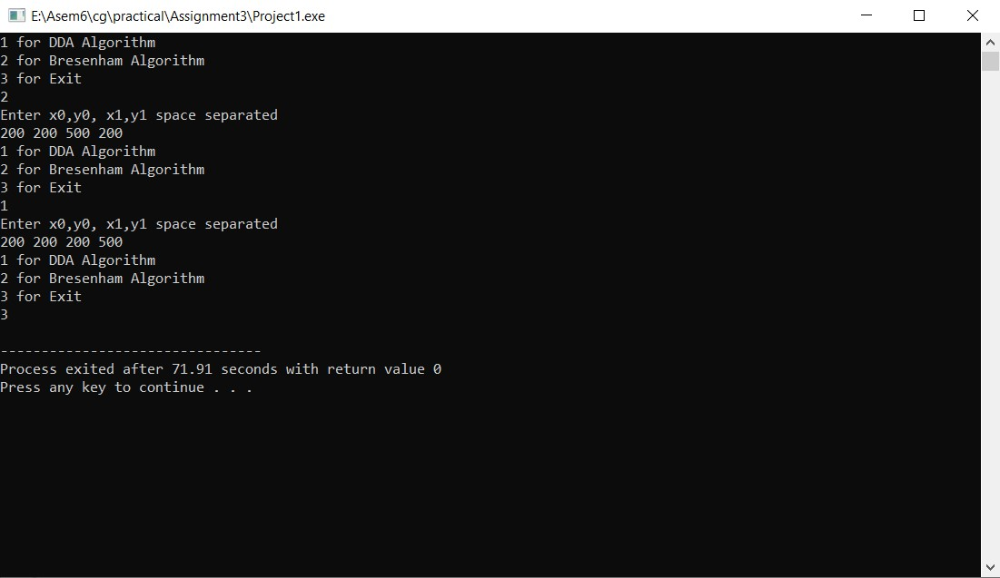 E:\Asem6\cg\practical\Assignment3\Project1.exe
1 for DDA Algorithm
2 for Bresenham Algorithm
3 for Exit
2
Enter x0,y0, x1,y1 space separated
200 200 500 200
1 for DDA Algorithm
2 for Bresenham Algorithm
3 for Exit
1
Enter x0,y0, x1,y1 space separated
200 200 200 500
1 for DDA Algorithm
2 for Bresenham Algorithm
3 for Exit
3
--------------------------------
Process exited after 71.91 seconds with return value 0
Press any key to continue . . .